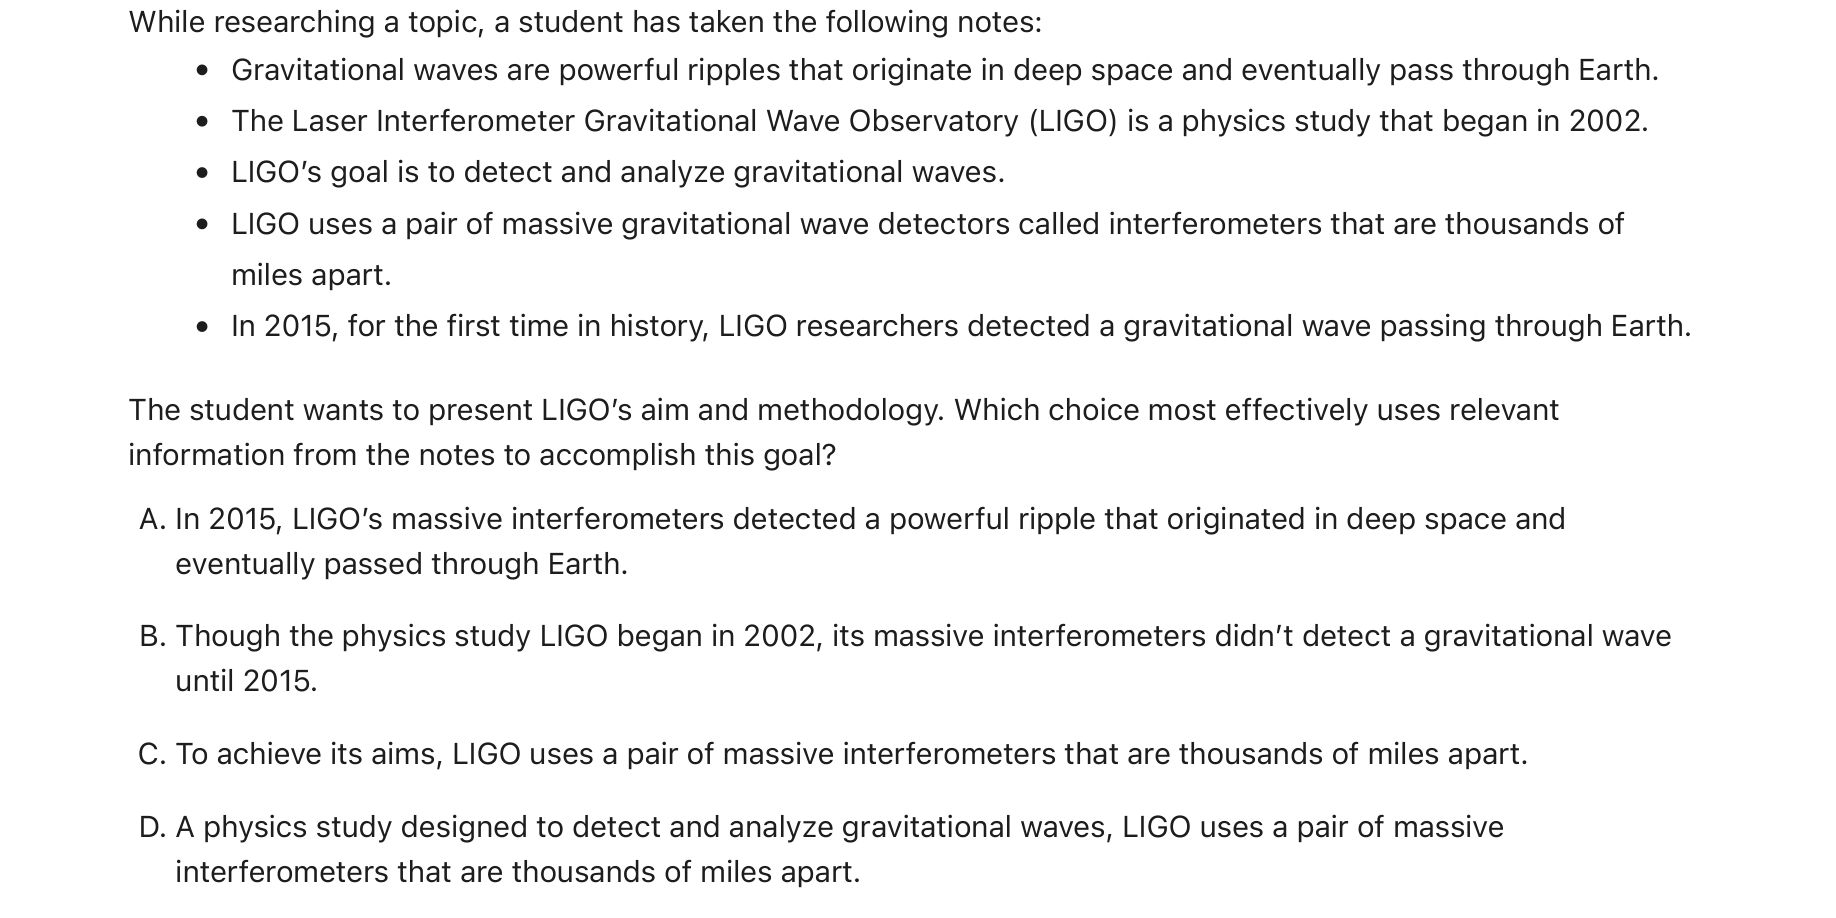 While researching a topic, a student has taken the following notes:
• Gravitational waves are powerful ripples that originate in deep space and eventually pass through Earth.
• The Laser Interferometer Gravitational Wave Observatory (LIGO) is a physics study that began in 2002.
• LIGO’s goal is to detect and analyze gravitational waves.
• LIGO uses a pair of massive gravitational wave detectors called interferometers that are thousands of
miles apart.
• In 2015, for the first time in history, LIGO researchers detected a gravitational wave passing through Earth.
The student wants to present LIGO’s aim and methodology. Which choice most effectively uses relevant
information from the notes to accomplish this goal?
A. In 2015, LIGO’s massive interferometers detected a powerful ripple that originated in deep space and
eventually passed through Earth.
B. Though the physics study LIGO began in 2002, its massive interferometers didn’t detect a gravitational wave
until 2015.
C. To achieve its aims, LIGO uses a pair of massive interferometers that are thousands of miles apart.
D. A physics study designed to detect and analyze gravitational waves, LIGO uses a pair of massive
interferometers that are thousands of miles apart.